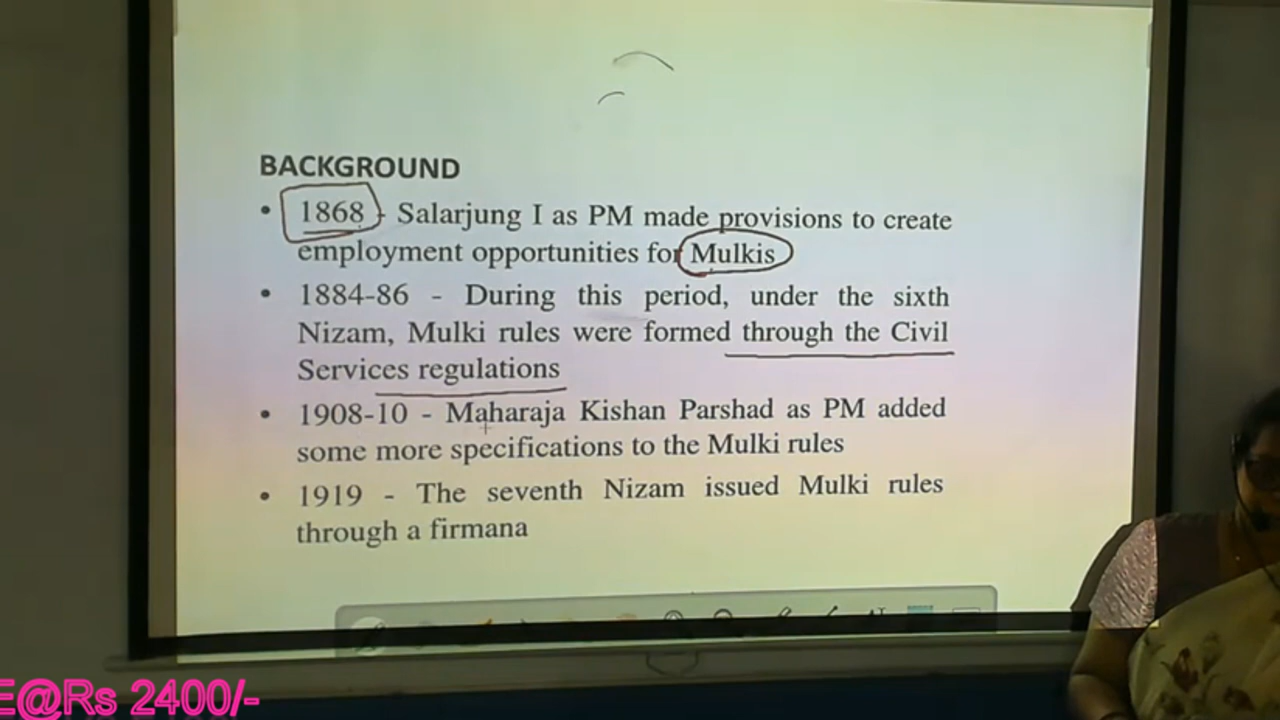 BACKGROUND
• 1868 - Salarjung I as PM made provisions to create
employment opportunities for Mulkis
• 1884-86 - During this period, under the sixth
Nizam, Mulki rules were formed through the Civil
Services regulations
• 1908-10 - Maharaja Kishan Parshad as PM added
some more specifications to the Mulki rules
• 1919 - The seventh Nizam issued Mulki rules
through a firmana
E@Rs 2400/-